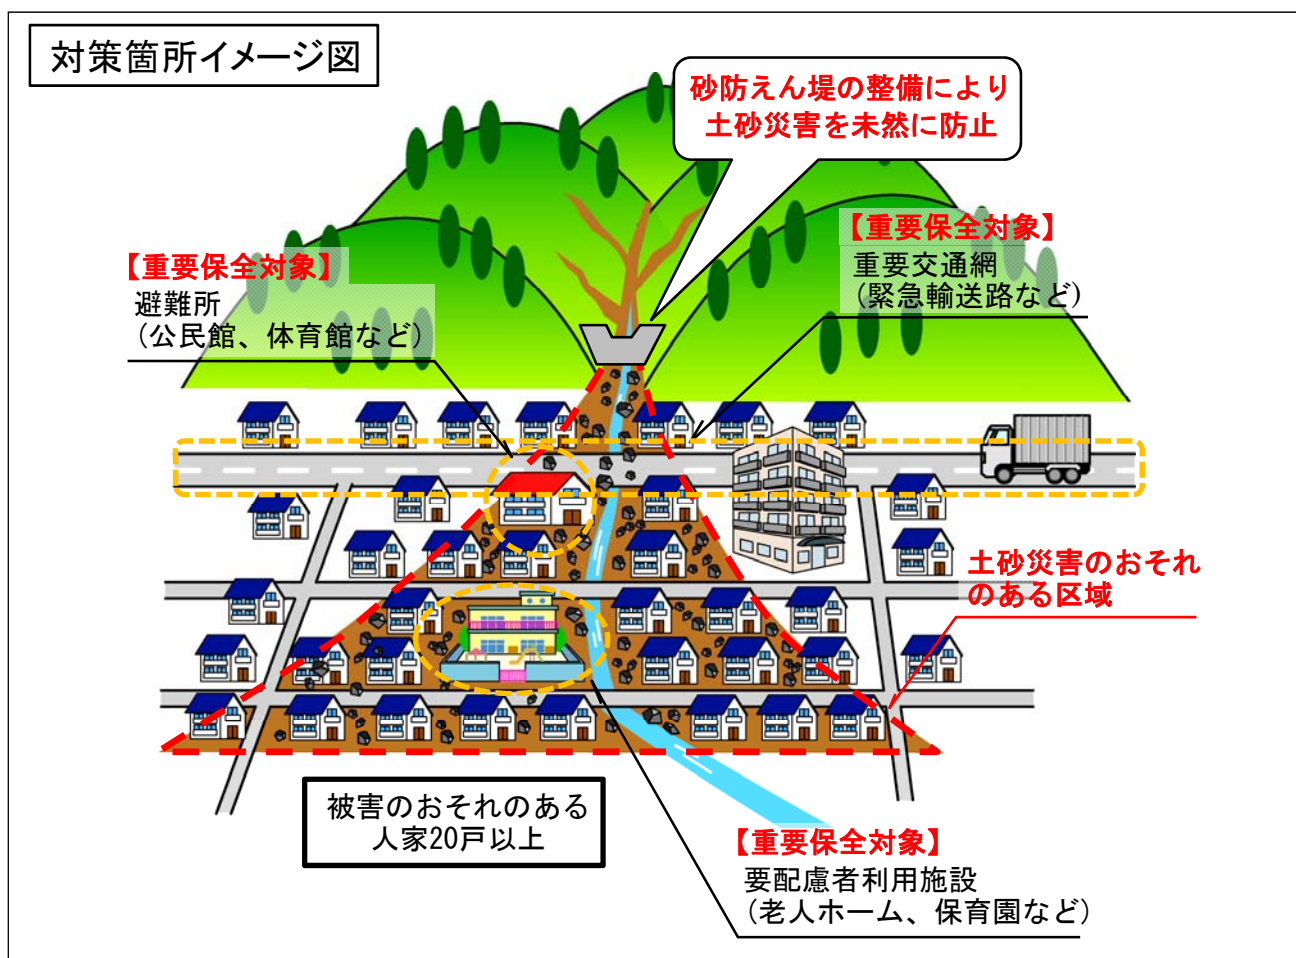 対策箇所イメージ図
砂防えん堤の整備により
土砂災害を未然に防止
【重要保全対象】
重要交通網
(緊急輸送路など)
【重要保全対象】
避難所
(公民館、体育館など)
土砂災害のおそれ
のある区域
被害のおそれのある
人家20戸以上
【重要保全対象】
要配慮者利用施設
(老人ホーム、保育園など)